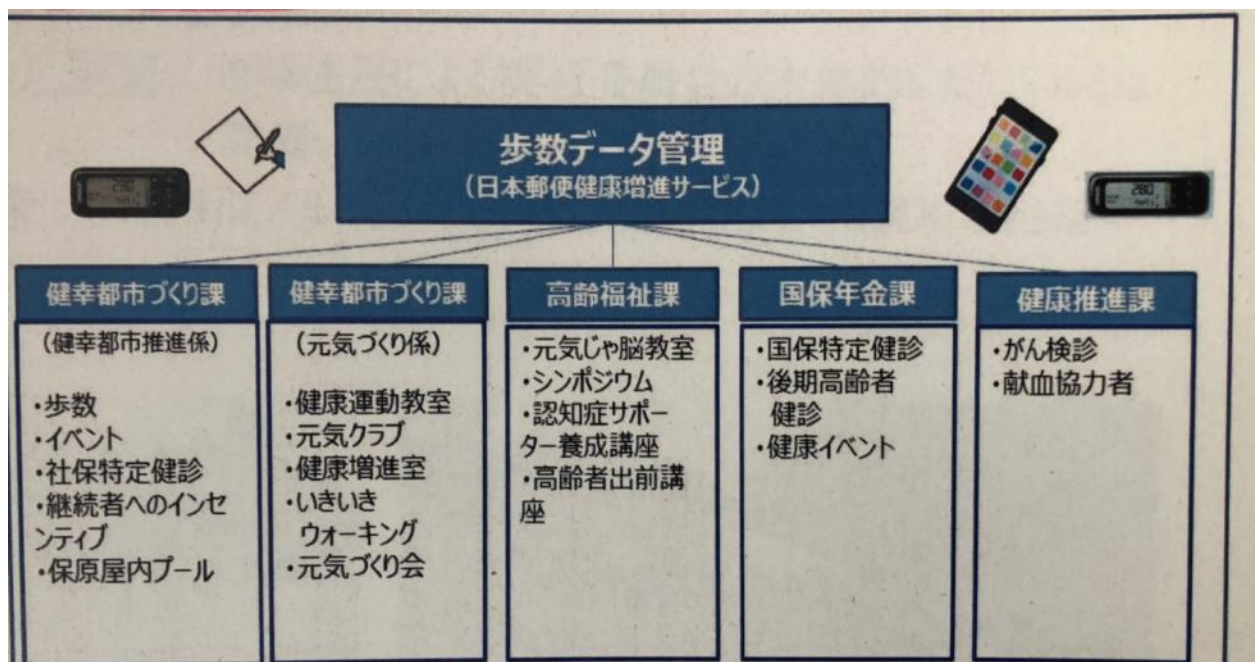 歩数データ管理
(日本郵便健康増進サービス)
健幸都市づくり課
(健幸都市推進係)
・歩数
・イベント
・社保特定健診
・継続者へのインセ
ンティブ
・保原屋内プール
健幸都市づくり課
(元気づくり係)
・健康運動教室
・元気クラブ
・健康増進室
・いきいき
ウォーキング
・元気づくり会
高齢福祉課
・元気じゃ脳教室
・シンポジウム
・認知症サポー
ター養成講座
・高齢者出前講
座
国保年金課
・国保特定健診
・後期高齢者
健診
・健康イベント
健康推進課
・がん検診
・献血協力者